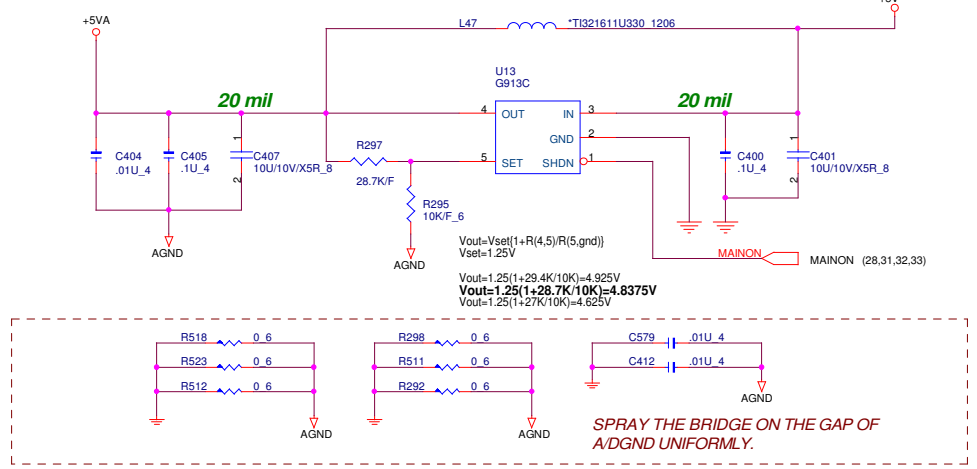 +5VA
L47 *TI321611U330_1206
U13
G913C
20 mil
20 mil
4 OUT IN 3
GND 2
5 SET SHDN 1
R297
28.7K/F
R295
10K/F_6
AGND
C404
.01U_4
C405
.1U_4
1
C407
10U/10V/X5R_8
2
AGND
C400
.1U_4
1
C401
10U/10V/X5R_8
2
MAINON
MAINON (28,31,32,33)
Vout=Vset{1+R(4,5)/R(5,gnd)}
Vset=1.25V
Vout=1.25(1+29.4K/10K)=4.925V
Vout=1.25(1+28.7K/10K)=4.8375V
Vout=1.25(1+27K/10K)=4.625V
R518 0_6
R523 0_6
R512 0_6
AGND
R298 0_6
R511 0_6
R292 0_6
AGND
C579 .01U_4
C412 .01U_4
AGND
SPRAY THE BRIDGE ON THE GAP OF
A/DGND UNIFORMLY.